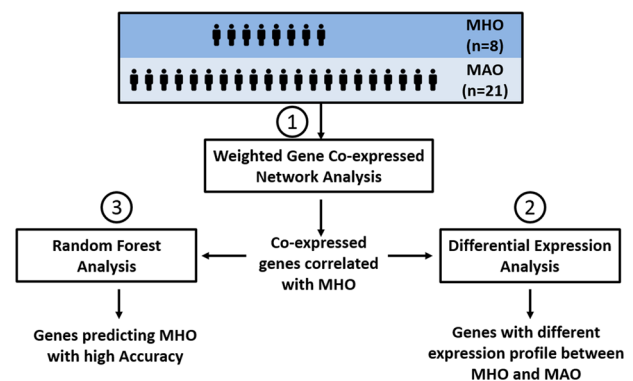 MHO
(n=8)
MAO
(n=21)
1
Weighted Gene Co-expressed
Network Analysis
3
2
Random Forest
Analysis
Co-expressed
genes correlated
with MHO
Differential Expression
Analysis
Genes predicting MHO
with high Accuracy
Genes with different
expression profile between
MHO and MAO